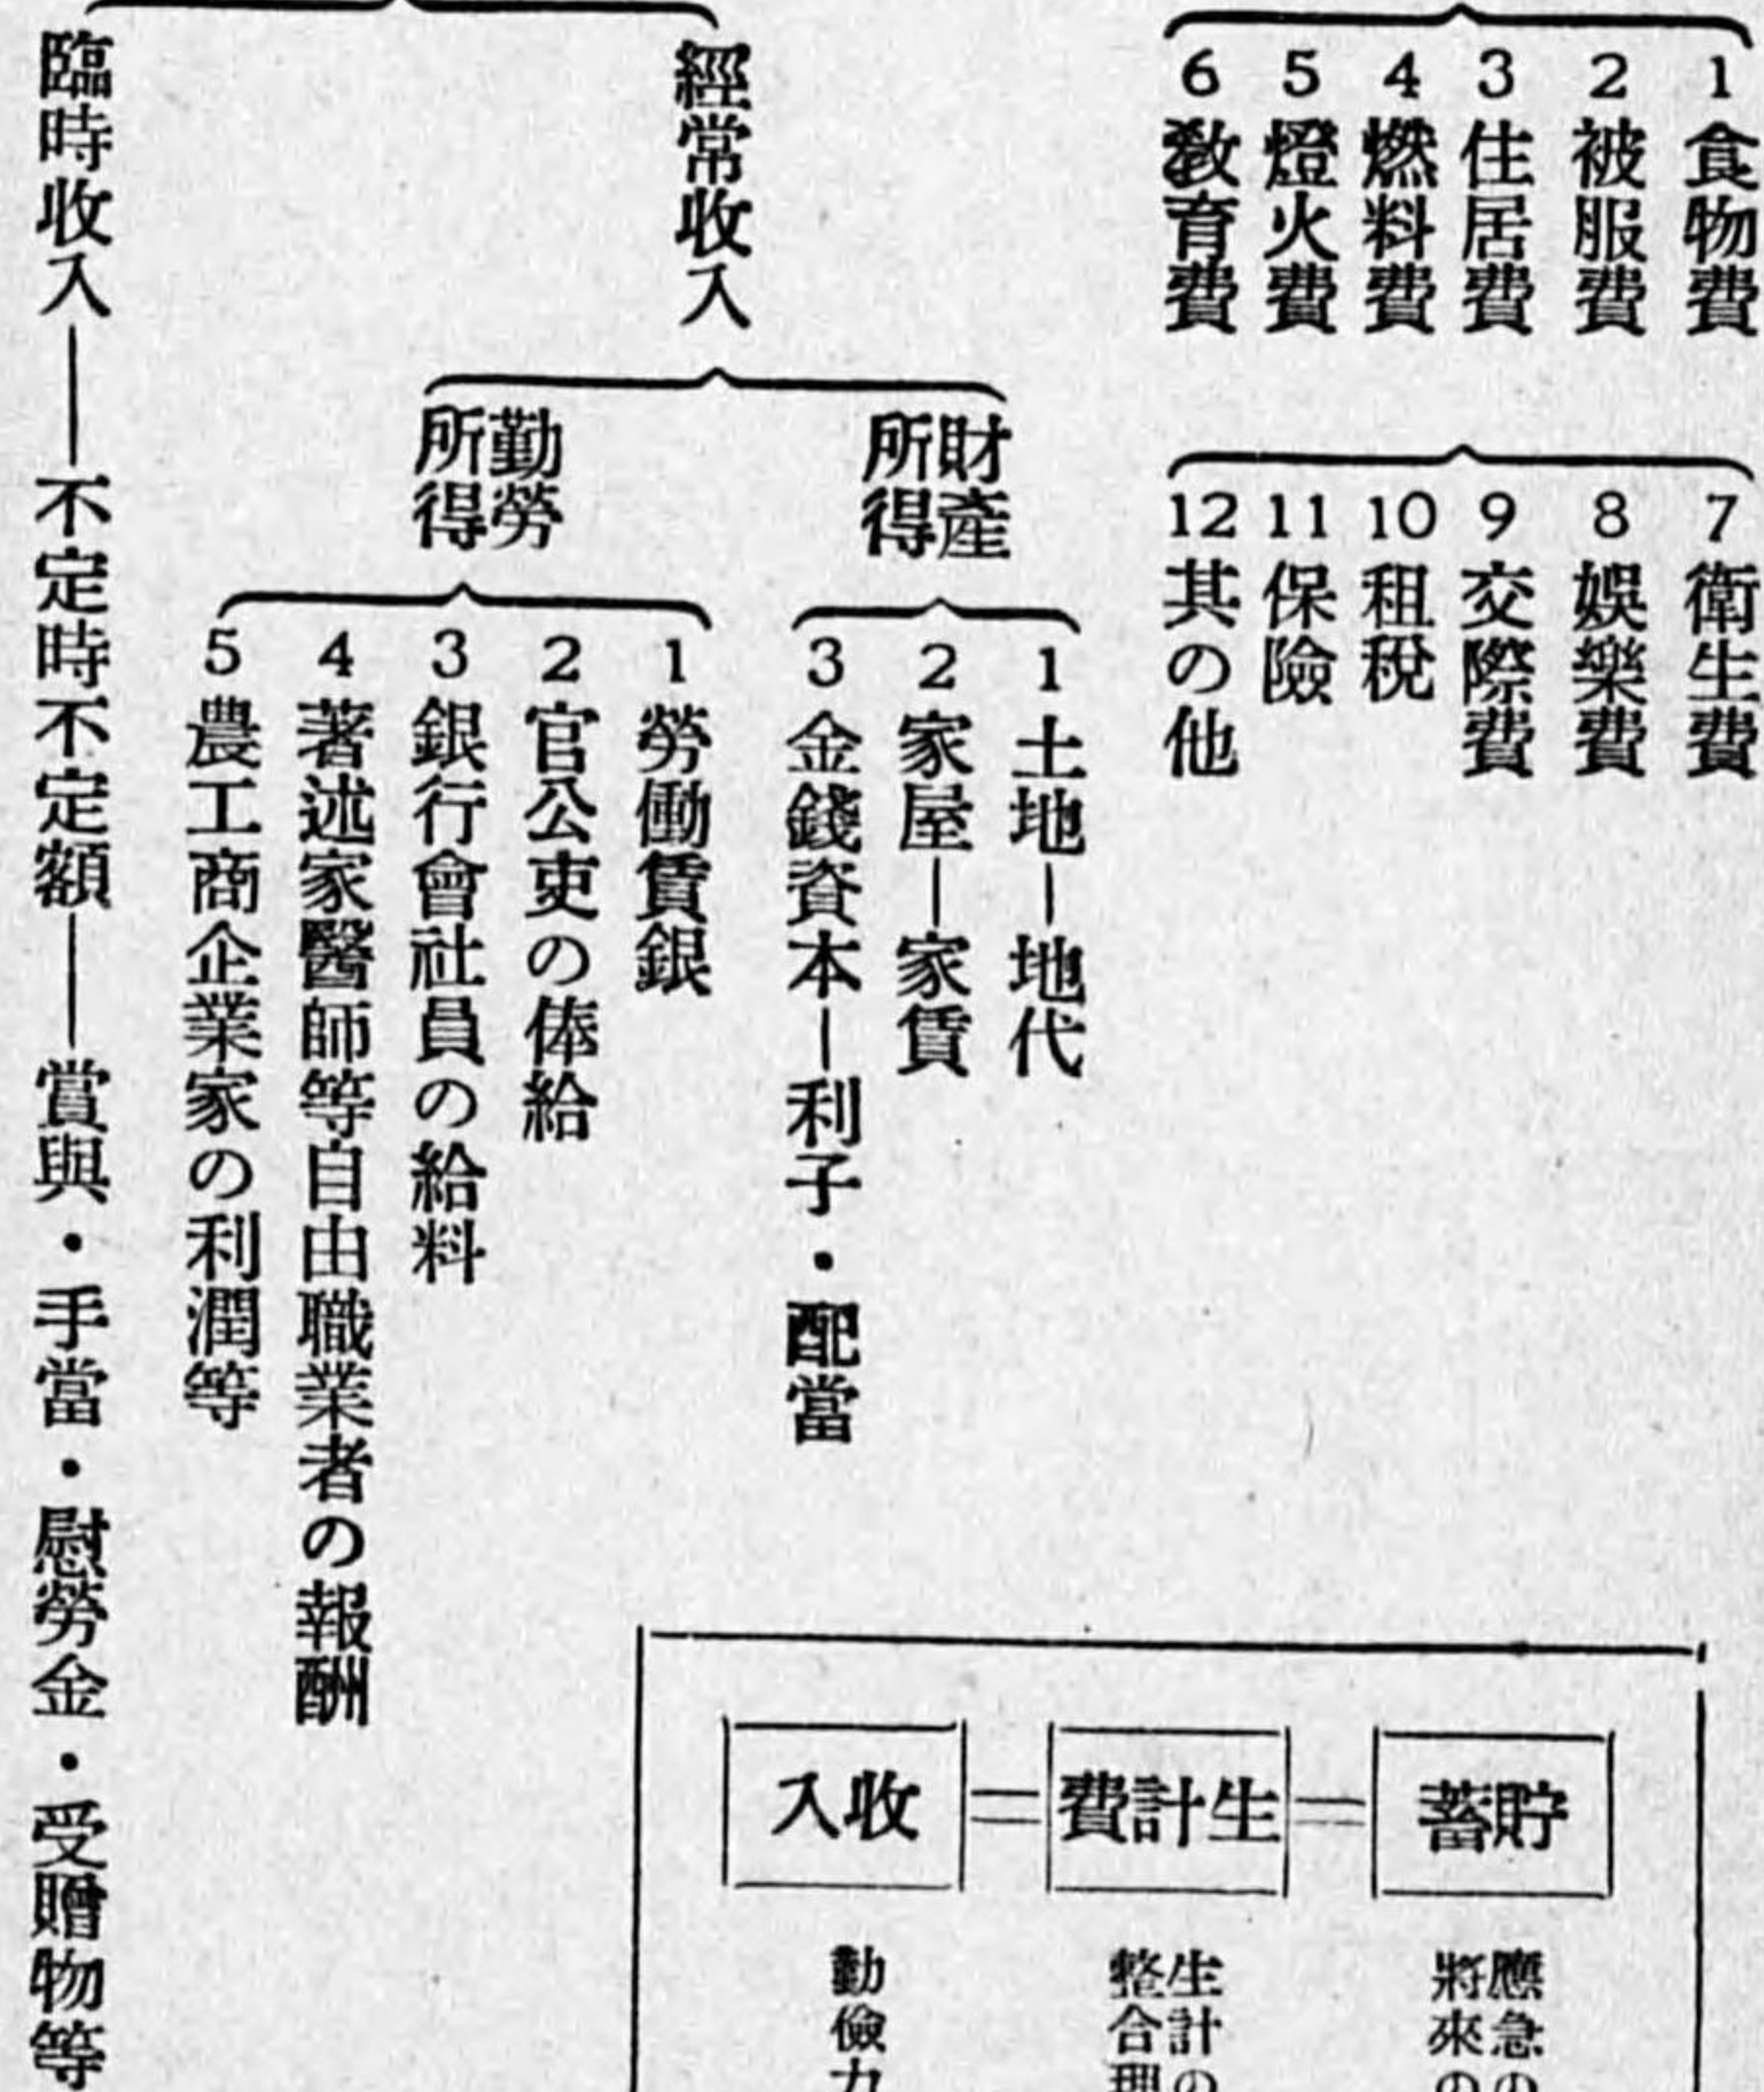 1 食物費
2 被服費
3 住居費
4 燃料費
5 燈火費
6 敎育費
7 衞生費
8 娛樂費
9 交際費
10 租稅
11 保險
12 其の他
經常收入
財產
所得
1 土地―地代
2 家屋―家賃
3 金錢資本―利子・配當
勤勞
所得
1 勞働賃銀
2 官公吏の俸給
3 銀行會社員の給料
4 著述家醫師等自由職業者の報酬
5 農工商企業家の利潤等
臨時收入――不定時不定額――賞與・手當・慰勞金・受贈物等
入收＝費計生＝蓄貯
應急の
將來の
生計の
整合理
勤儉力